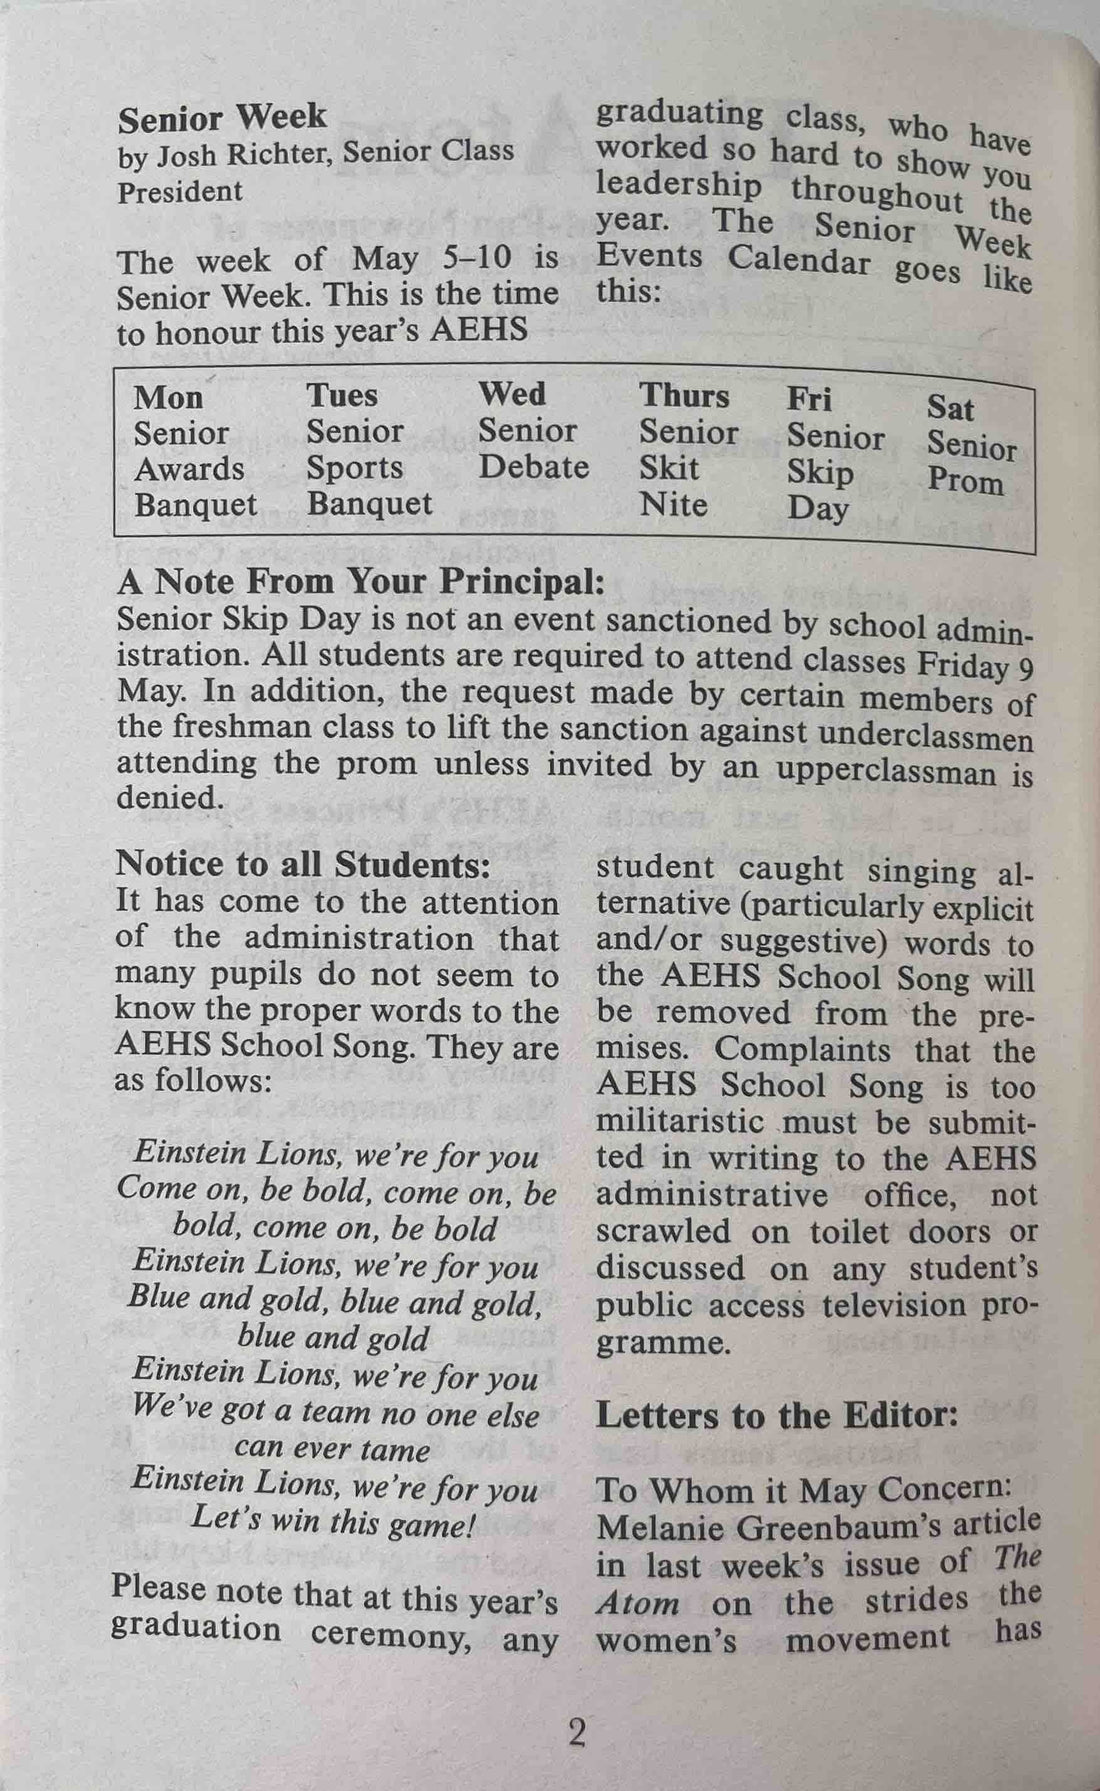 Senior Week
by Josh Richter, Senior Class
President
The week of May 5–10 is
Senior Week. This is the time
to honour this year's AEHS
graduating class, who have
worked so hard to show you
leadership throughout the
year. The Senior Week
Events Calendar goes like
this:
Mon Tues Wed Thurs Fri Sat
Senior Senior Senior Senior Senior Senior
Awards Sports Debate Skit Skip Prom
Banquet Banquet Nite Day
A Note From Your Principal:
Senior Skip Day is not an event sanctioned by school admin-
istration. All students are required to attend classes Friday 9
May. In addition, the request made by certain members of
the freshman class to lift the sanction against underclassmen
attending the prom unless invited by an upperclassman is
denied.
Notice to all Students:
It has come to the attention
of the administration that
many pupils do not seem to
know the proper words to the
AEHS School Song. They are
as follows:
Einstein Lions, we're for you
Come on, be bold, come on, be
bold, come on, be bold
Einstein Lions, we're for you
Blue and gold, blue and gold,
blue and gold
Einstein Lions, we're for you
We've got a team no one else
can ever tame
Einstein Lions, we're for you
Let's win this game!
Please note that at this year's
graduation ceremony, any
student caught singing al-
ternative (particularly explicit
and/or suggestive) words to
the AEHS School Song will
be removed from the pre-
mises. Complaints that the
AEHS School Song is too
militaristic must be submit-
ted in writing to the AEHS
administrative office, not
scrawled on toilet doors or
discussed on any student's
public access television pro-
gramme.
Letters to the Editor:
To Whom it May Concern:
Melanie Greenbaum's article
in last week's issue of The
Atom on the strides the
women's movement has
2